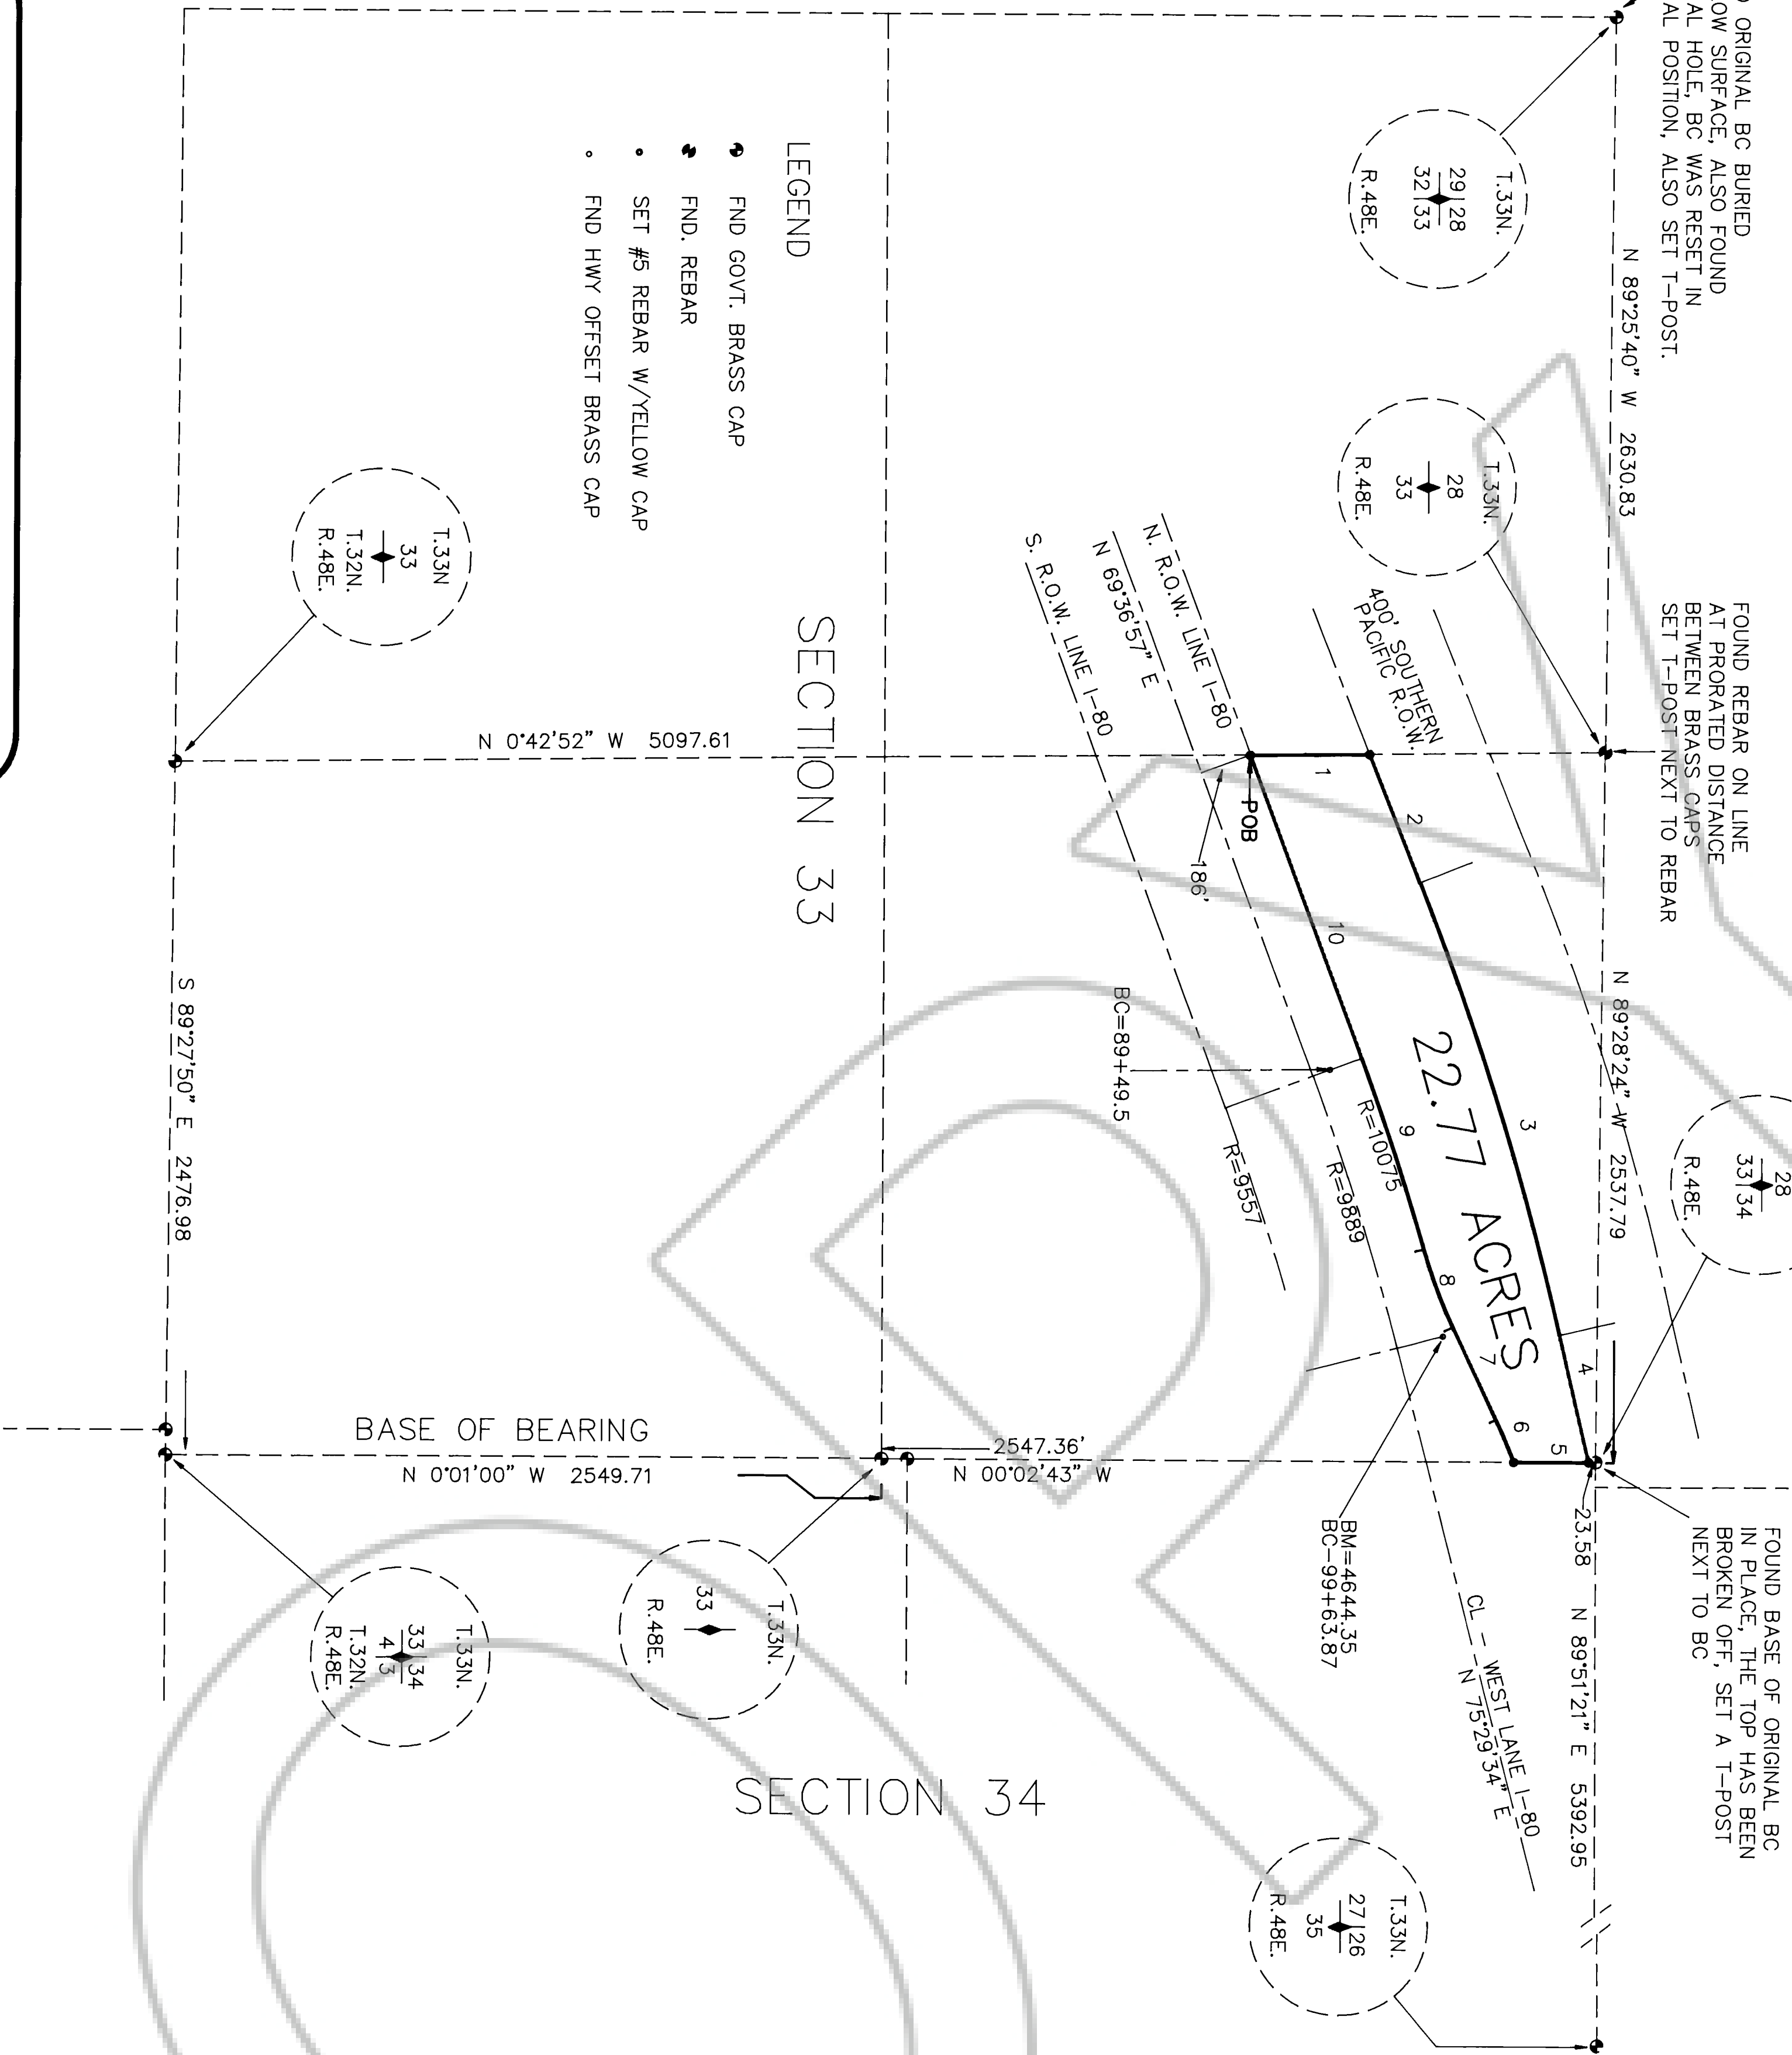 ORIGINAL BC BURIED
OW SURFACE, ALSO FOUND
AL HOLE, BC WAS RESET IN
AL POSITION, ALSO SET T-POST.
FOUND REBAR ON LINE
AT PRORATED DISTANCE
BETWEEN BRASS CAPS
SET T-POST NEXT TO REBAR
FOUND BASE OF ORIGINAL BC
IN PLACE, THE TOP HAS BEEN
BROKEN OFF, SET A T-POST
NEXT TO BC
N 89°25'40" W 2630.83
N 89°28'24" W 2537.79
23.58 N 89°51'21" E 5392.95
28
33|34
R.48E.
T.33N.
29|28
32|33
R.48E.
T.33N.
28
33
R.48E.
T.33N.
27|26
35
R.48E.
400' SOUTHERN
PACIFIC R.O.W.
N. R.O.W. LINE I-80
N 69°36'57" E
S. R.O.W. LINE I-80
1
2
3
4
5
6
7
8
9
10
22.77 ACRES
POB
186'
BC=89+49.5
R=10075
R=9889
R=9557
BM=4644.35
BC-99+63.87
CL - WEST LANE I-80
N 75°29'34" E
LEGEND
FND GOVT. BRASS CAP
FND. REBAR
SET #5 REBAR W/YELLOW CAP
FND HWY OFFSET BRASS CAP
SECTION 33
N 0°42'52" W 5097.61
2547.36'
N 00°02'43" W
BASE OF BEARING
N 0°01'00" W 2549.71
SECTION 34
T.33N.
33
R.48E.
T.33N
33
T.32N.
R.48E.
T.33N.
33|34
4|3
T.32N.
R.48E.
S 89°27'50" E 2476.98